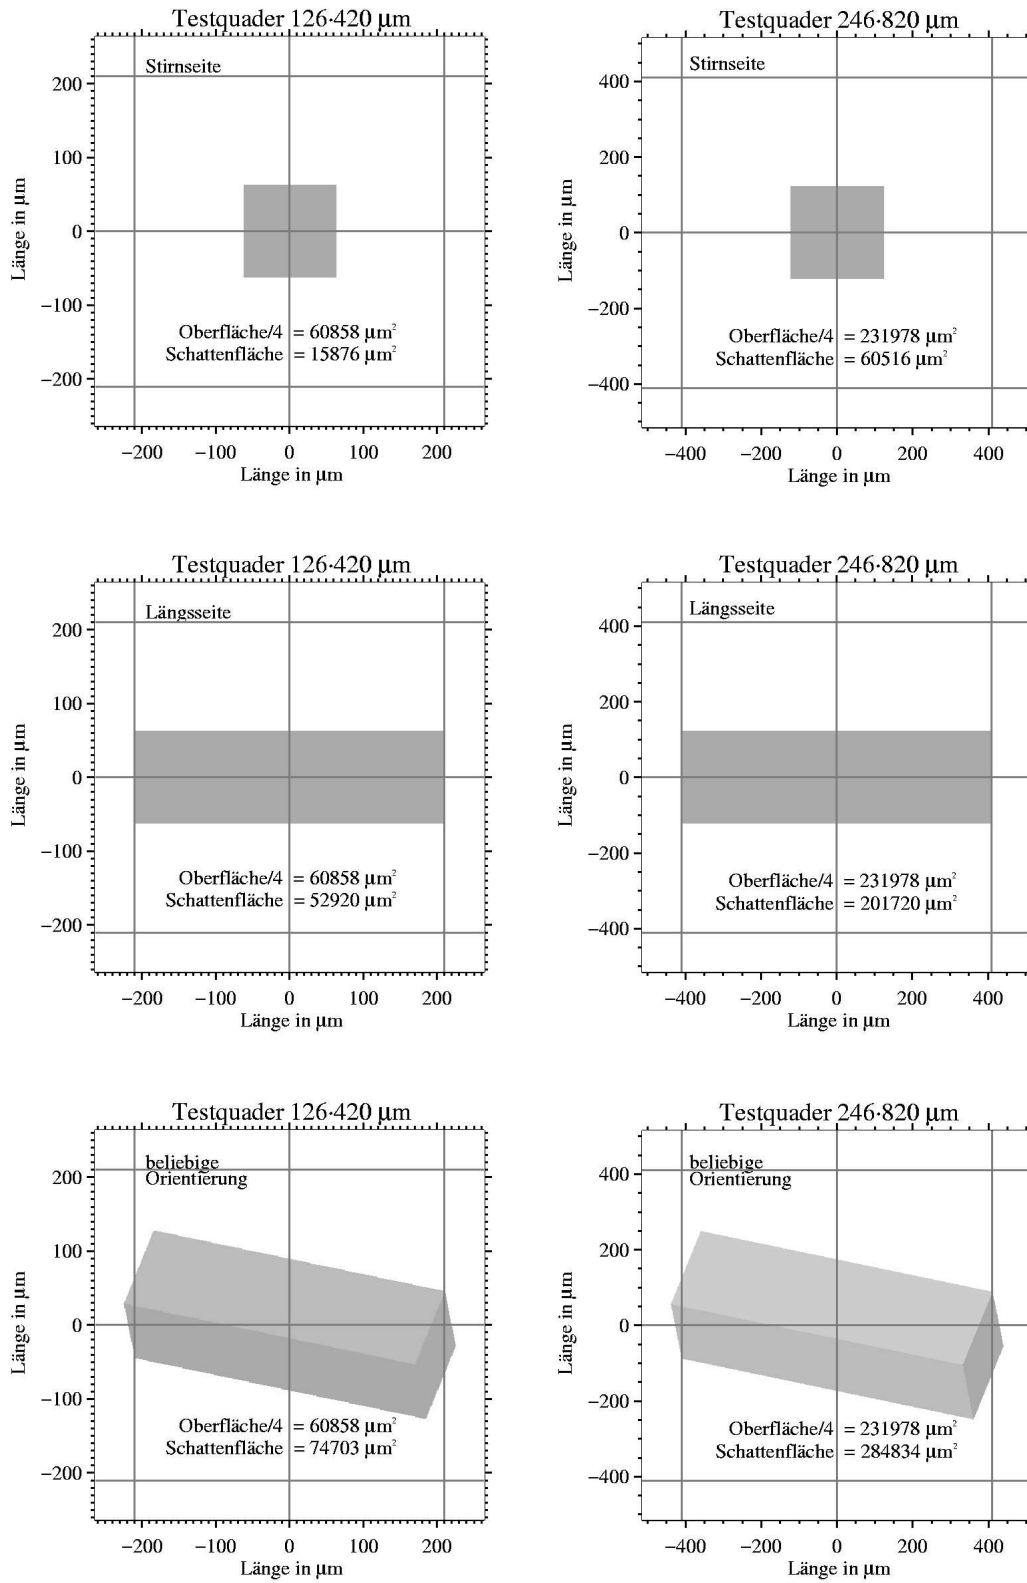 Testquader 126·420 µm
Stirnseite
200
100
0
−100
−200
Länge in µm
Oberfläche/4 = 60858 µm²
Schattenfläche = 15876 µm²
−200 −100 0 100 200
Länge in µm
Testquader 246·820 µm
Stirnseite
400
200
0
−200
−400
Länge in µm
Oberfläche/4 = 231978 µm²
Schattenfläche = 60516 µm²
−400 −200 0 200 400
Länge in µm
Testquader 126·420 µm
Längsseite
200
100
0
−100
−200
Länge in µm
Oberfläche/4 = 60858 µm²
Schattenfläche = 52920 µm²
−200 −100 0 100 200
Länge in µm
Testquader 246·820 µm
Längsseite
400
200
0
−200
−400
Länge in µm
Oberfläche/4 = 231978 µm²
Schattenfläche = 201720 µm²
−400 −200 0 200 400
Länge in µm
Testquader 126·420 µm
beliebige
Orientierung
200
100
0
−100
−200
Länge in µm
Oberfläche/4 = 60858 µm²
Schattenfläche = 74703 µm²
−200 −100 0 100 200
Länge in µm
Testquader 246·820 µm
beliebige
Orientierung
400
200
0
−200
−400
Länge in µm
Oberfläche/4 = 231978 µm²
Schattenfläche = 284834 µm²
−400 −200 0 200 400
Länge in µm